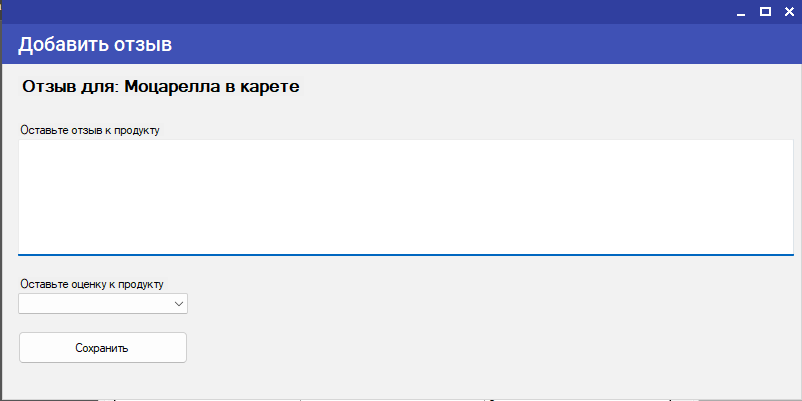 Добавить отзыв
Отзыв для: Моцарелла в карете
Оставьте отзыв к продукту
Оставьте оценку к продукту
Сохранить